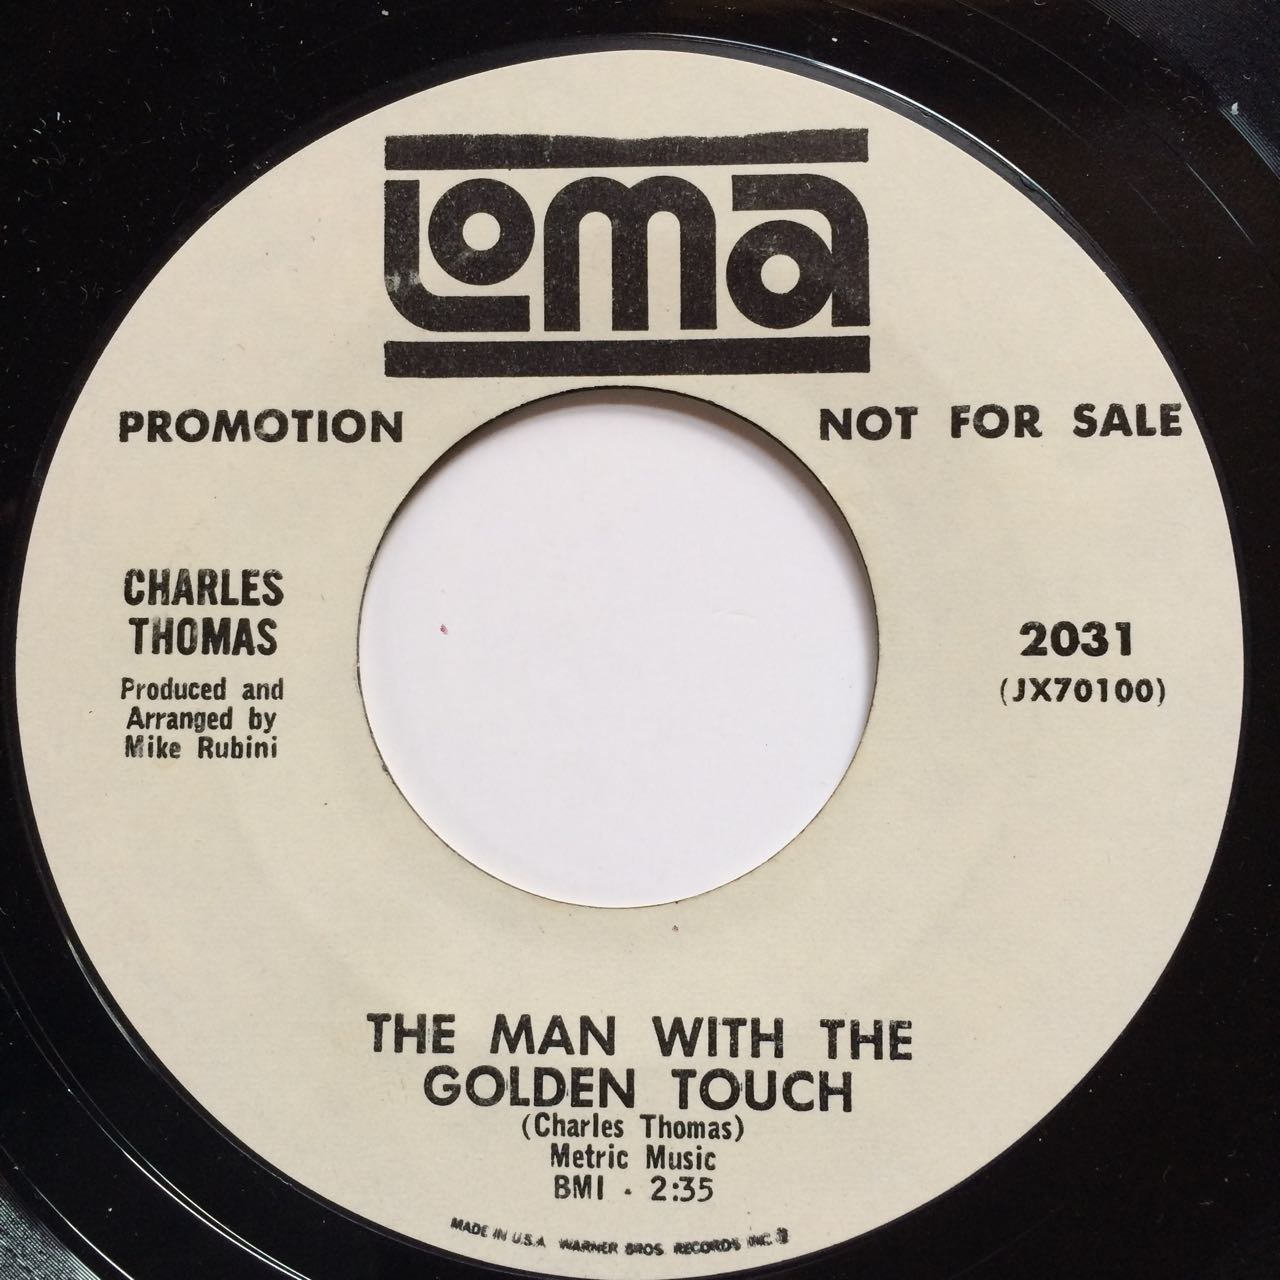 Loma
PROMOTION NOT FOR SALE
CHARLES
THOMAS
Produced and
Arranged by
Mike Rubini
2031
(JX70100)
THE MAN WITH THE
GOLDEN TOUCH
(Charles Thomas)
Metric Music
BMI - 2:35
MADE IN U.S.A. WARNER BROS. RECORDS INC.